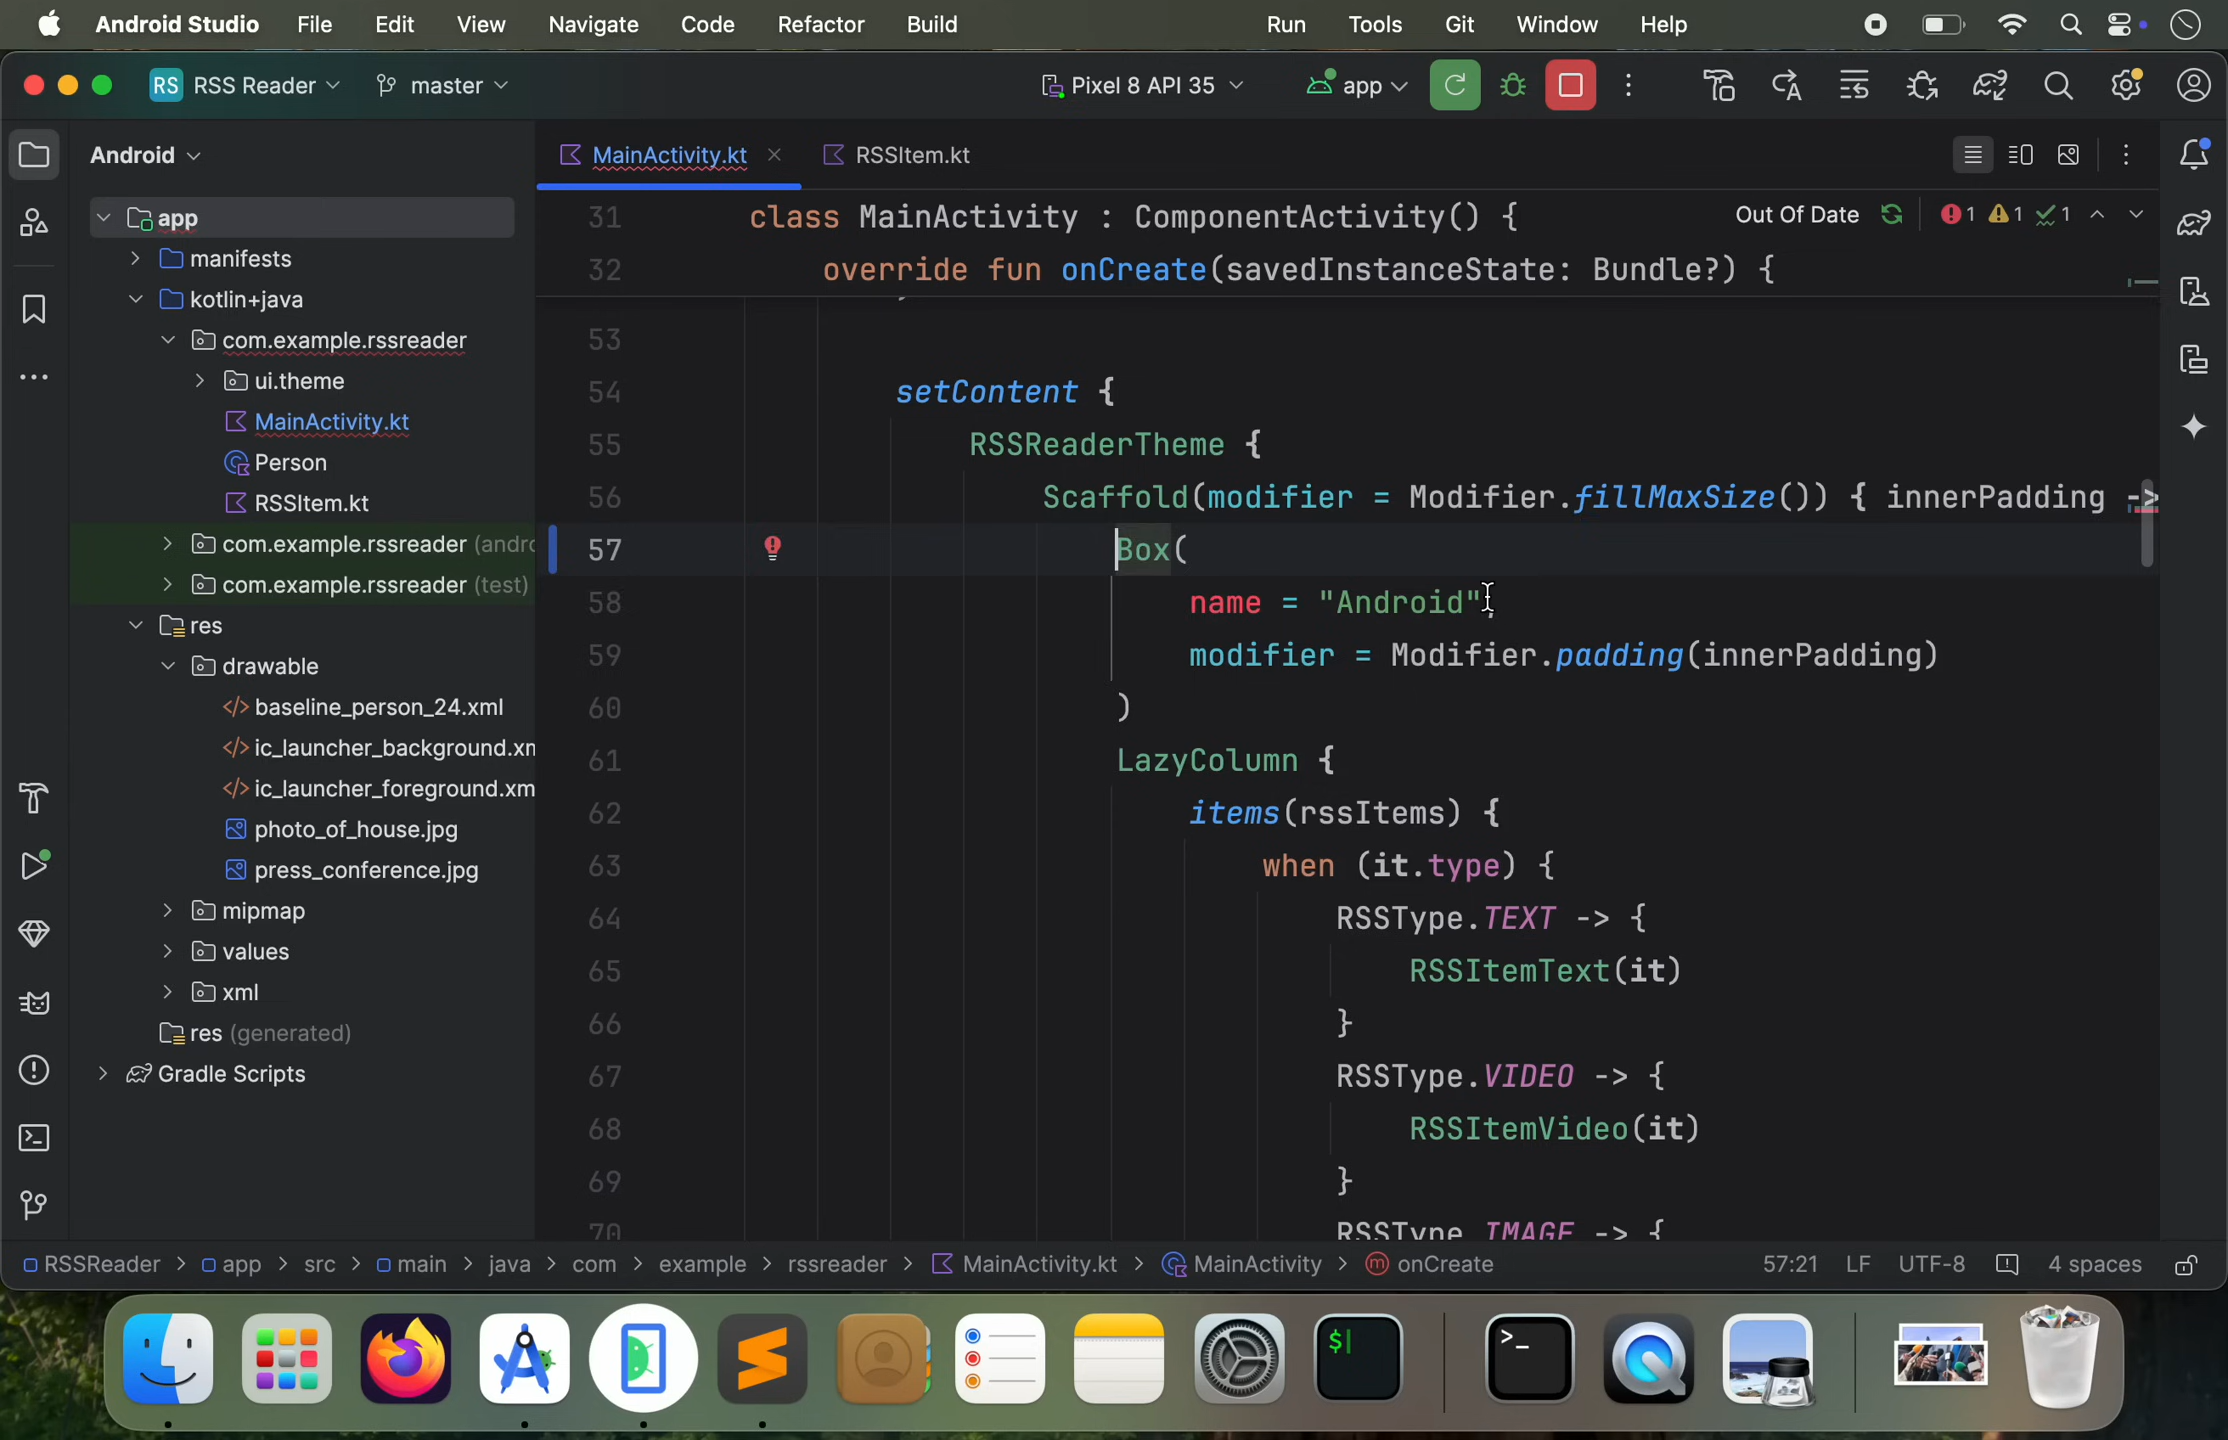 Android Studio File Edit View Navigate Code Refactor Build Run Tools Git Window Help
RS RSS Reader master Pixel 8 API 35 app
Android
MainActivity.kt RSSItem.kt
app
manifests
kotlin+java
com.example.rssreader
ui.theme
MainActivity.kt
Person
RSSItem.kt
com.example.rssreader (andro
com.example.rssreader (test)
res
drawable
baseline_person_24.xml
ic_launcher_background.xm
ic_launcher_foreground.xm
photo_of_house.jpg
press_conference.jpg
mipmap
values
xml
res (generated)
Gradle Scripts
Out Of Date 1 1 1
31 class MainActivity : ComponentActivity() {
32 override fun onCreate(savedInstanceState: Bundle?) {
53
54 setContent {
55 RSSReaderTheme {
56 Scaffold(modifier = Modifier.fillMaxSize()) { innerPadding ->
57 Box(
58 name = "Android",
59 modifier = Modifier.padding(innerPadding)
60 )
61 LazyColumn {
62 items(rssItems) {
63 when (it.type) {
64 RSSType.TEXT -> {
65 RSSItemText(it)
66 }
67 RSSType.VIDEO -> {
68 RSSItemVideo(it)
69 }
70 RSSType.IMAGE -> {
RSSReader > app > src > main > java > com > example > rssreader > MainActivity.kt > MainActivity > onCreate 57:21 LF UTF-8 4 spaces